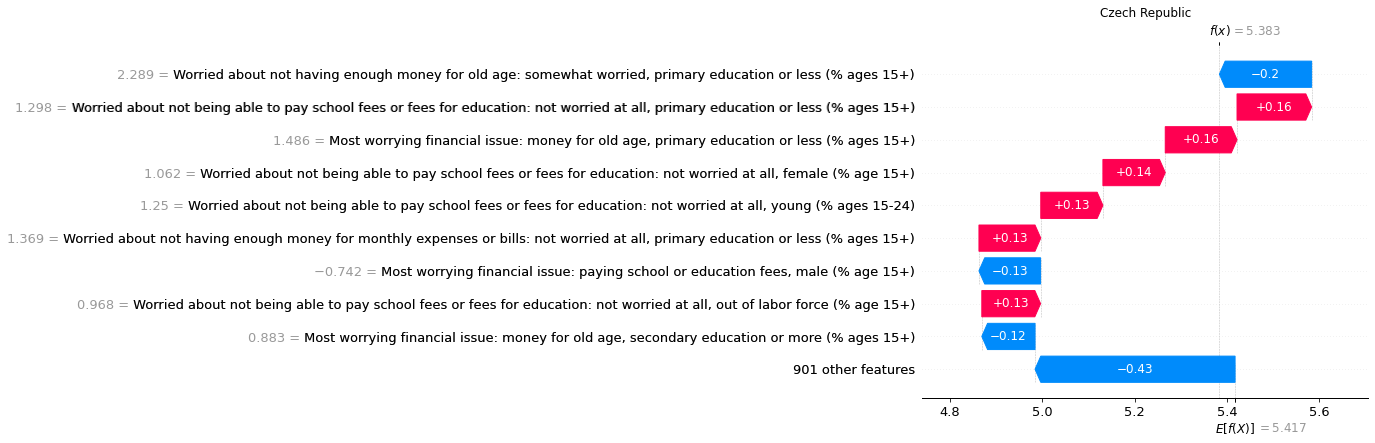 Czech Republic
f(x) = 5.383
2.289 = Worried about not having enough money for old age: somewhat worried, primary education or less (% ages 15+)
−0.2
1.298 = Worried about not being able to pay school fees or fees for education: not worried at all, primary education or less (% ages 15+)
+0.16
1.486 = Most worrying financial issue: money for old age, primary education or less (% ages 15+)
+0.16
1.062 = Worried about not being able to pay school fees or fees for education: not worried at all, female (% age 15+)
+0.14
1.25 = Worried about not being able to pay school fees or fees for education: not worried at all, young (% ages 15-24)
+0.13
1.369 = Worried about not having enough money for monthly expenses or bills: not worried at all, primary education or less (% ages 15+)
+0.13
−0.742 = Most worrying financial issue: paying school or education fees, male (% age 15+)
−0.13
0.968 = Worried about not being able to pay school fees or fees for education: not worried at all, out of labor force (% age 15+)
+0.13
0.883 = Most worrying financial issue: money for old age, secondary education or more (% ages 15+)
−0.12
901 other features
−0.43
4.8 5.0 5.2 5.4 5.6
E[f(X)] = 5.417